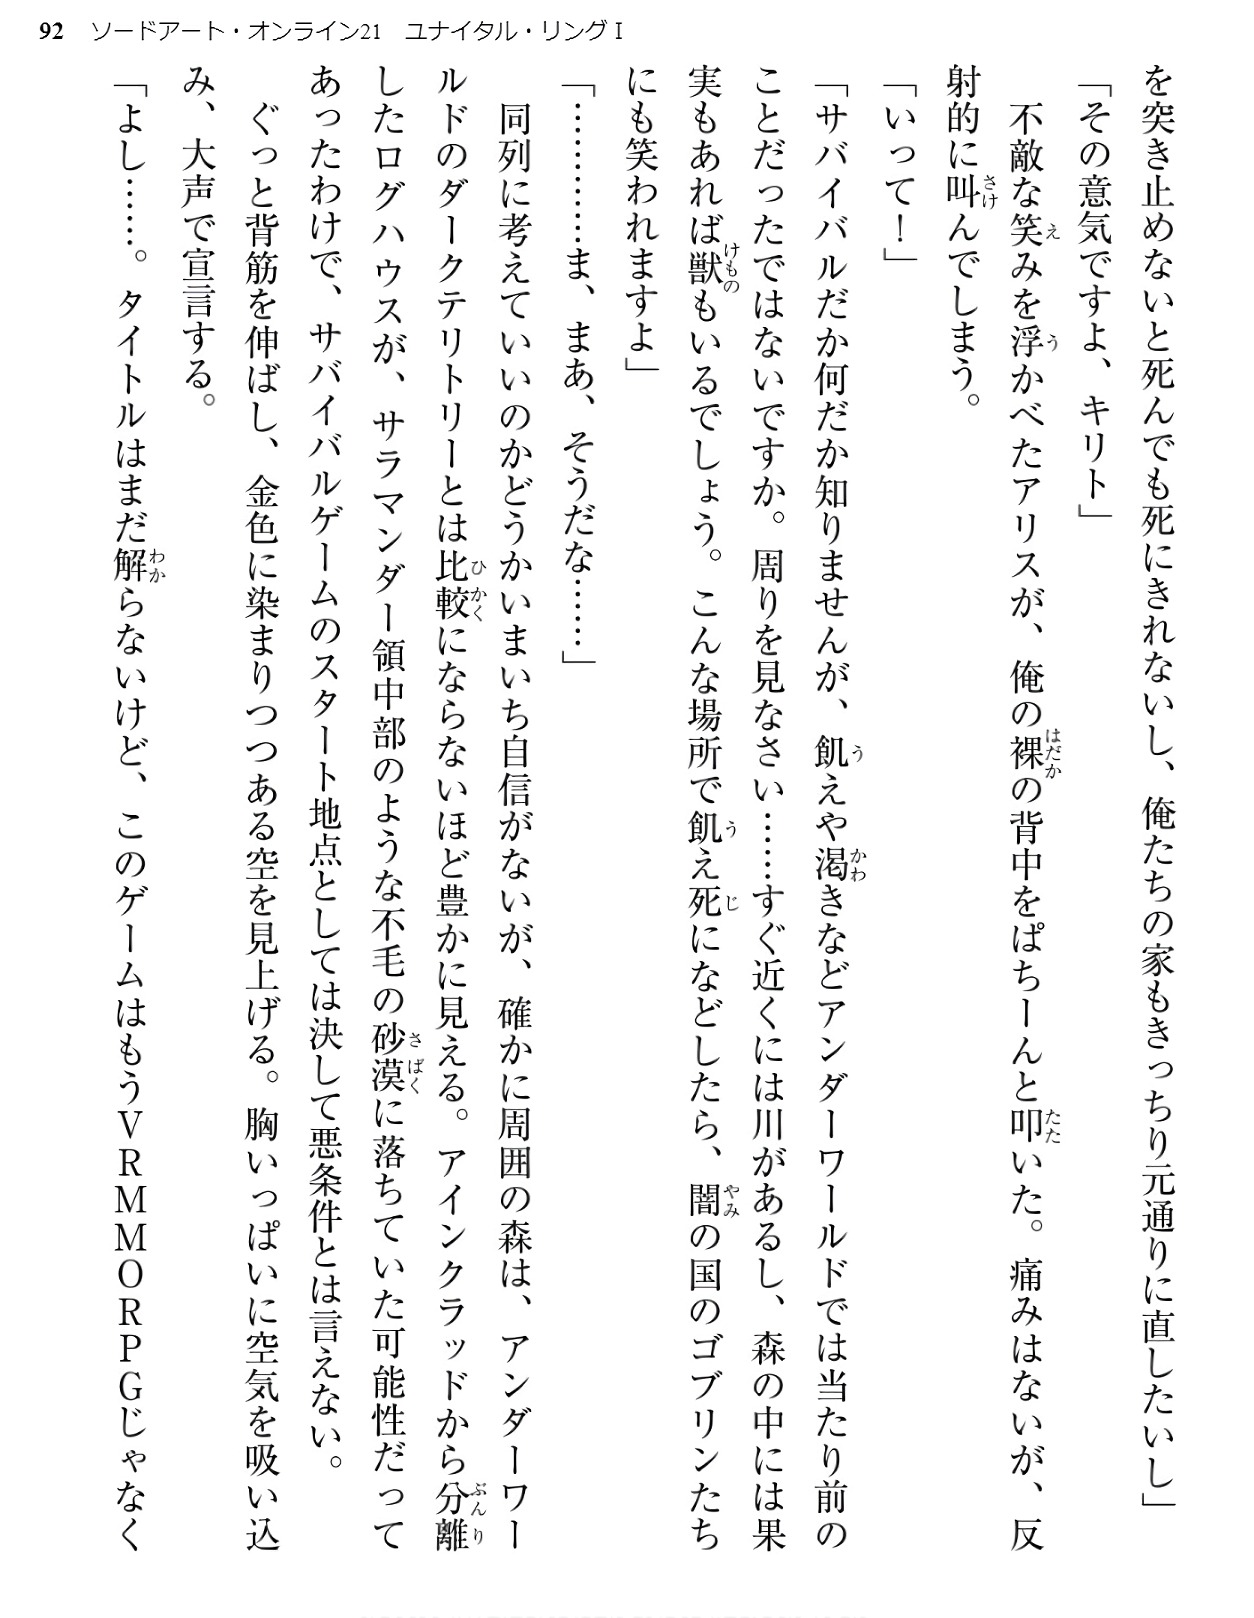 92 ソードアート・オンライン21 ユナイタル・リングⅠ
を突き止めないと死んでも死にきれないし、俺たちの家もきっちり元通りに直したいし」
「その意気ですよ、キリト」
不敵な笑みを浮かべたアリスが、俺の裸の背中をぱちーんと叩いた。痛みはないが、反
射的に叫んでしまう。
「いって！」
「サバイバルだか何だか知りませんが、飢えや渇きなどアンダーワールドでは当たり前の
ことだったではないですか。周りを見なさい……すぐ近くには川があるし、森の中には果
実もあれば獣もいるでしょう。こんな場所で飢え死になどしたら、闇の国のゴブリンたち
にも笑われますよ」
「…………ま、まあ、そうだな……」
同列に考えていいのかどうかいまいち自信がないが、確かに周囲の森は、アンダーワー
ルドのダークテリトリーとは比較にならないほど豊かに見える。アインクラッドから分離
したログハウスが、サラマンダー領中部のような不毛の砂漠に落ちていた可能性だって
あったわけで、サバイバルゲームのスタート地点としては決して悪条件とは言えない。
ぐっと背筋を伸ばし、金色に染まりつつある空を見上げる。胸いっぱいに空気を吸い込
み、大声で宣言する。
「よし……。タイトルはまだ解らないけど、このゲームはもうＶＲＭＭＯＲＰＧじゃなく